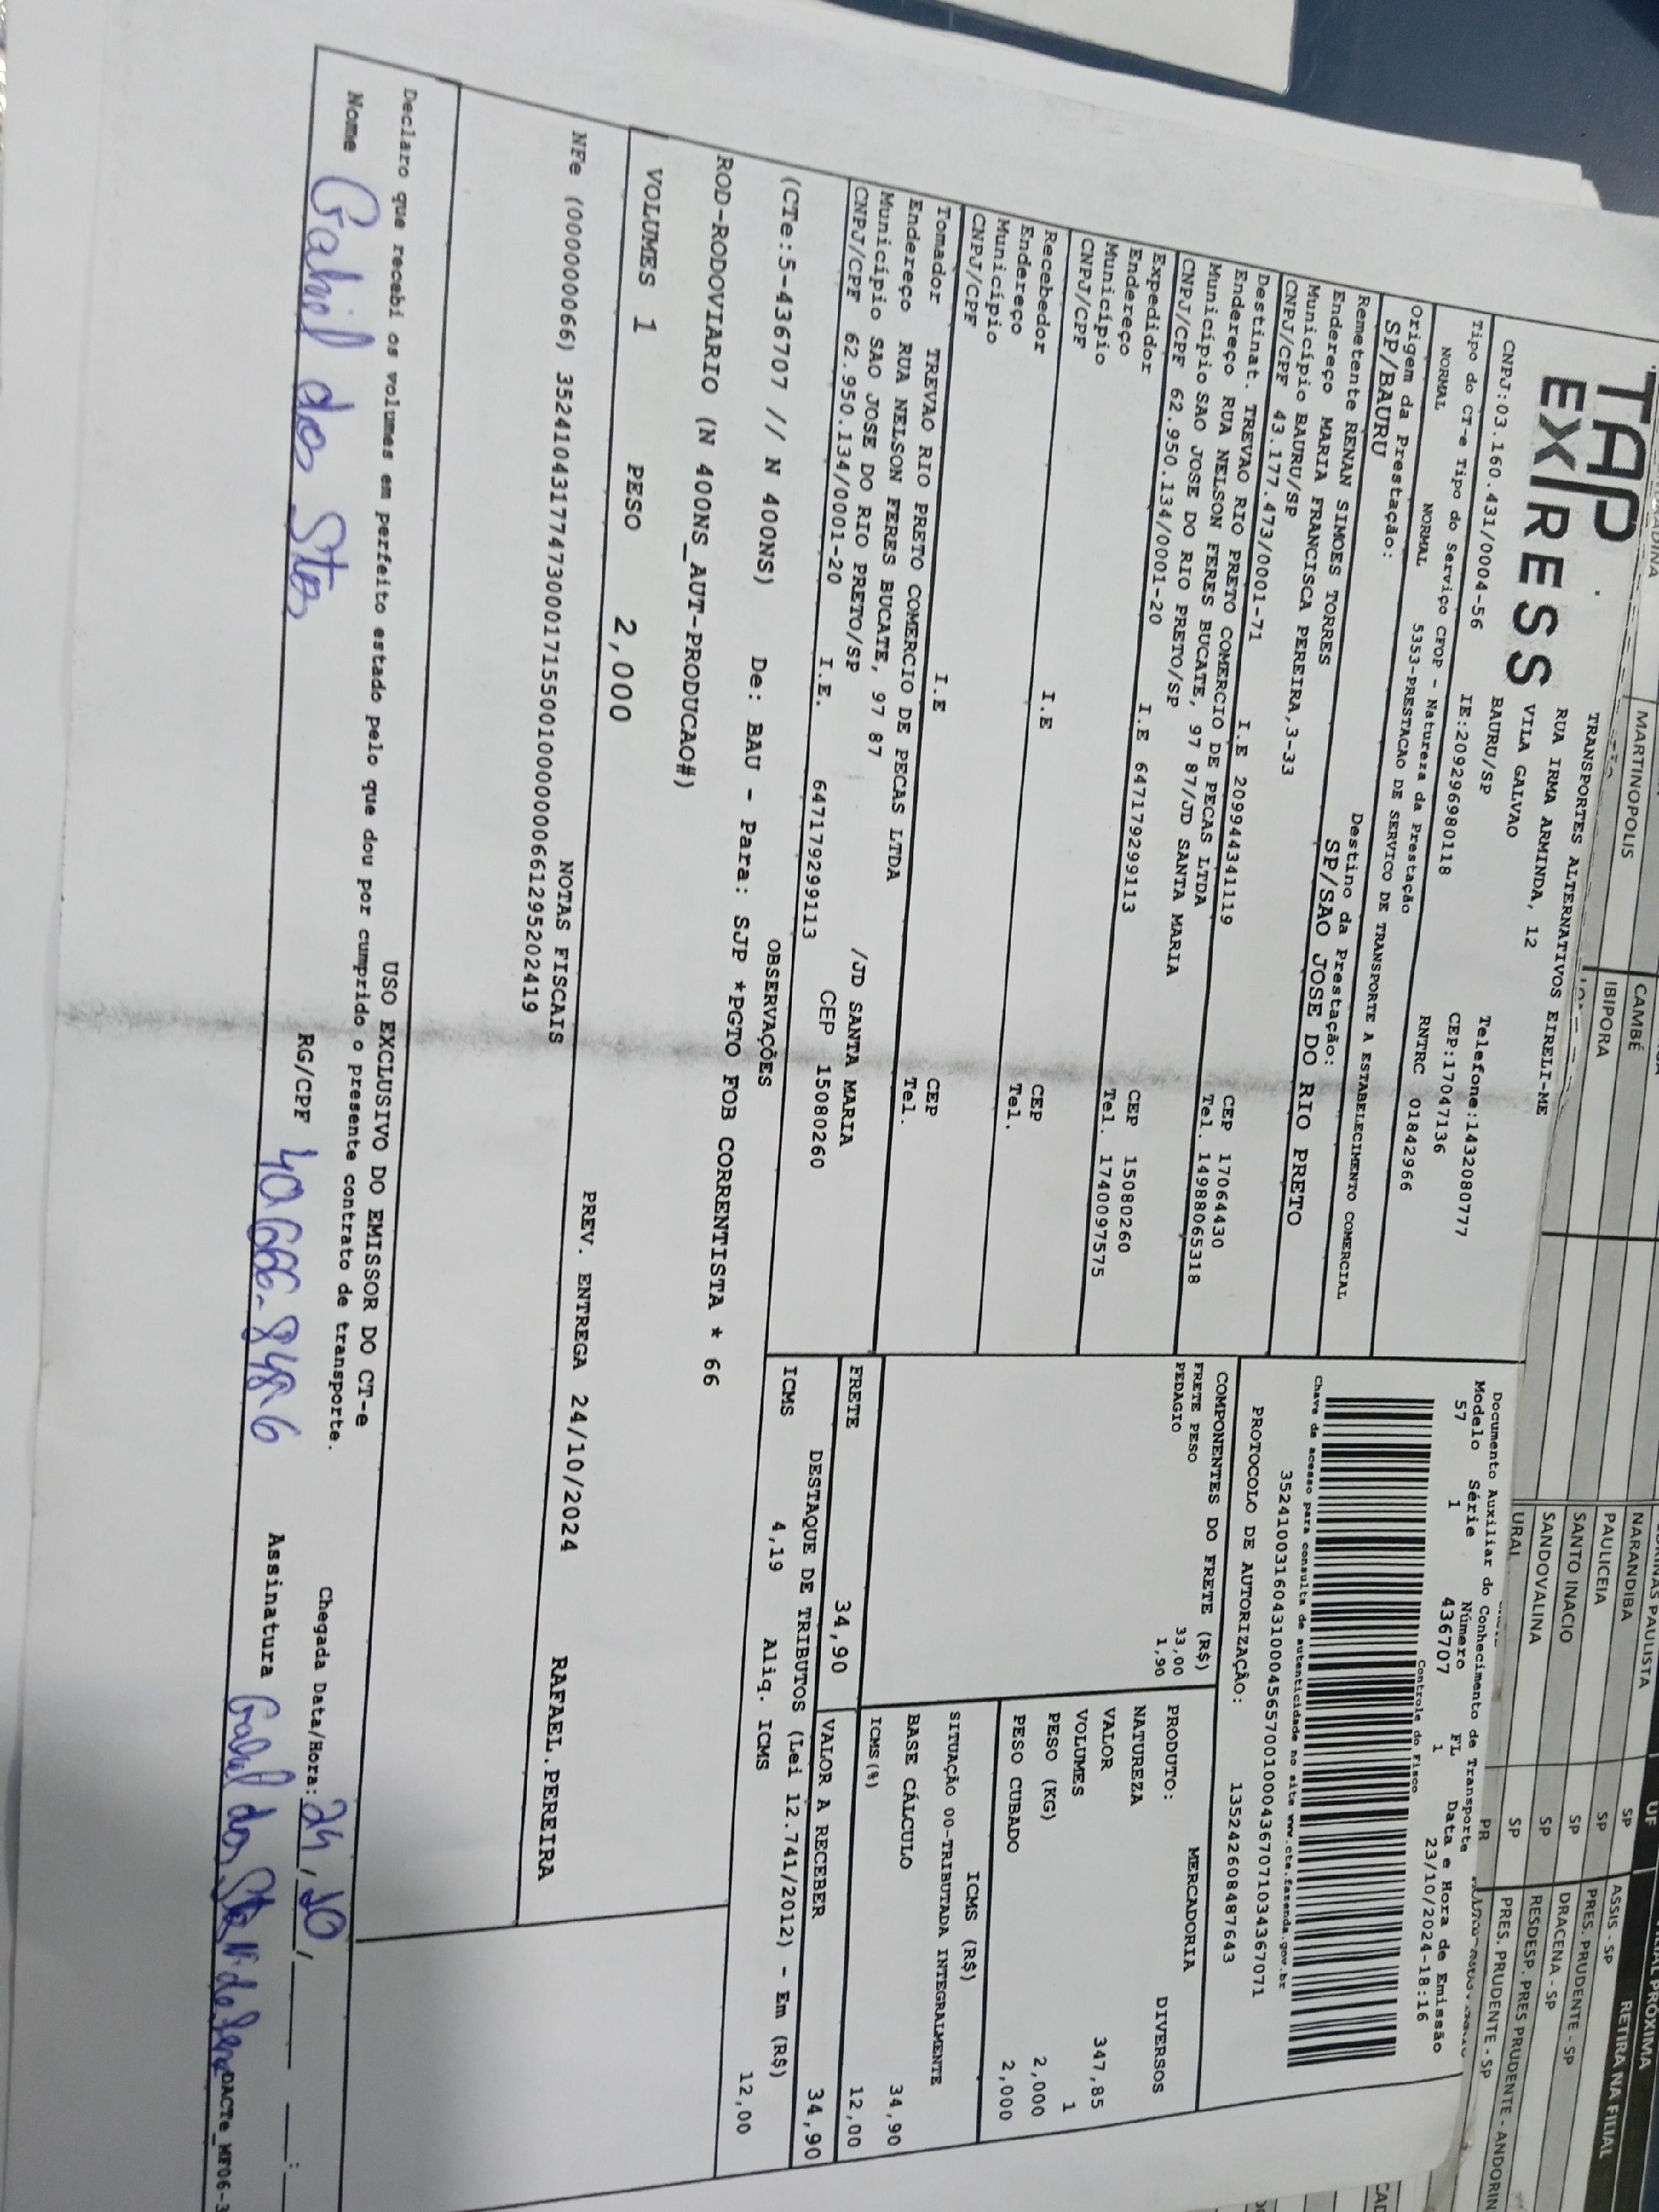 TAP
EXPRESS
TRANSPORTES ALTERNATIVOS EIRELI-ME
RUA IRMA ARMINDA, 12
VILA GALVAO
BAURU/SP
CNPJ:03.160.431/0004-56 IE:209296980118
Telefone:1432080777
CEP:17047136
RNTRC 01842966
Tipo do CT-e Tipo do Serviço CFOP - Natureza da Prestação
NORMAL NORMAL 5353-PRESTACAO DE SERVICO DE TRANSPORTE A ESTABELECIMENTO COMERCIAL
Origem da Prestação: Destino da Prestação:
SP/BAURU SP/SAO JOSE DO RIO PRETO
Documento Auxiliar do Conhecimento de Transporte
Modelo Série Número FL Data e Hora de Emissão
57 1 436707 1 23/10/2024-18:16
Controle do Fisco
Chave de acesso para consulta de autenticidade no site www.cte.fazenda.gov.br
35241003160431000456570010004367071034367071
PROTOCOLO DE AUTORIZAÇÃO: 135242608487643
Remetente RENAN SIMOES TORRES
Endereço MARIA FRANCISCA PEREIRA,3-33
Município BAURU/SP CEP 17064430
CNPJ/CPF 43.177.473/0001-71 I.E 209944341119 Tel. 14988065318
Destinat. TREVAO RIO PRETO COMERCIO DE PECAS LTDA
Endereço RUA NELSON FERES BUCATE, 97 87/JD SANTA MARIA
Município SAO JOSE DO RIO PRETO/SP CEP 15080260
CNPJ/CPF 62.950.134/0001-20 I.E 647179299113 Tel. 1740097575
Expedidor
Endereço
Município CEP
CNPJ/CPF I.E Tel.
Recebedor
Endereço
Município CEP
CNPJ/CPF I.E Tel.
Tomador TREVAO RIO PRETO COMERCIO DE PECAS LTDA
Endereço RUA NELSON FERES BUCATE, 97 87 /JD SANTA MARIA
Município SAO JOSE DO RIO PRETO/SP
CNPJ/CPF 62.950.134/0001-20 I.E. 647179299113 CEP 15080260
COMPONENTES DO FRETE (R$)
FRETE PESO 33,00
PEDAGIO 1,90
MERCADORIA
PRODUTO: DIVERSOS
NATUREZA
VALOR 347,85
VOLUMES 1
PESO (KG) 2,000
PESO CUBADO 2,000
ICMS (R$)
SITUAÇÃO 00-TRIBUTADA INTEGRALMENTE
BASE CÁLCULO 34,90
ICMS (%) 12,00
FRETE 34,90 VALOR A RECEBER 34,90
DESTAQUE DE TRIBUTOS (Lei 12.741/2012) - Em (R$)
ICMS 4,19 Aliq. ICMS 12,00
OBSERVAÇÕES
(CTe:5-436707 // N 400NS) De: BAU - Para: SJP *PGTO FOB CORRENTISTA * 66
ROD-RODOVIARIO (N 400NS_AUT-PRODUCAO#)
VOLUMES 1 PESO 2,000 PREV. ENTREGA 24/10/2024 RAFAEL.PEREIRA
NOTAS FISCAIS
NFe (000000066) 35241043177473000171550010000000661295202419
USO EXCLUSIVO DO EMISSOR DO CT-e
Declaro que recebi os volumes em perfeito estado pelo que dou por cumprido o presente contrato de transporte.
Chegada Data/Hora: 24/10/
Nome Gabriel dos Stos RG/CPF Assinatura
DACTe_MF06-3
MARTINOPOLIS
CAMBÉ
IBIPORA
NARANDIBA SP
PAULICEIA SP
SANTO INACIO
SANDOVALINA SP
URAI PR
UF
RETIRA NA FILIAL
ASSIS - SP
PRES. PRUDENTE - SP
DRACENA - SP
RESDESP. PRES PRUDENTE - SP
PRES. PRUDENTE - ANDORIN